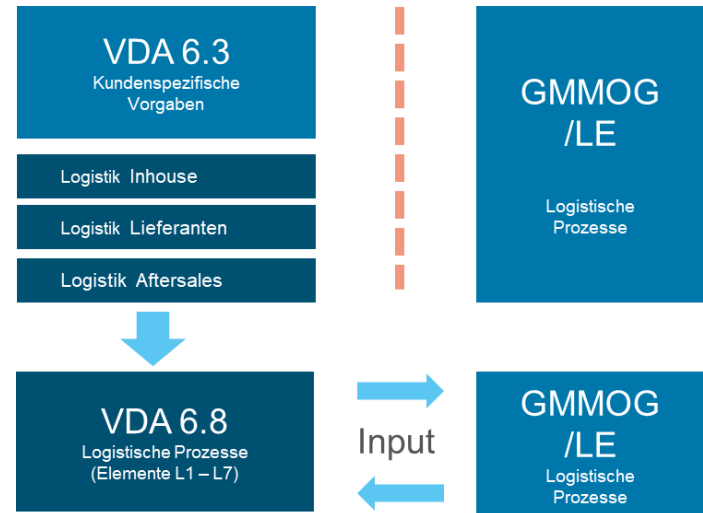 VDA 6.3
Kundenspezifische
Vorgaben
Logistik Inhouse
Logistik Lieferanten
Logistik Aftersales
GMMOG
/LE
Logistische
Prozesse
VDA 6.8
Logistische Prozesse
(Elemente L1 – L7)
Input
GMMOG
/LE
Logistische
Prozesse